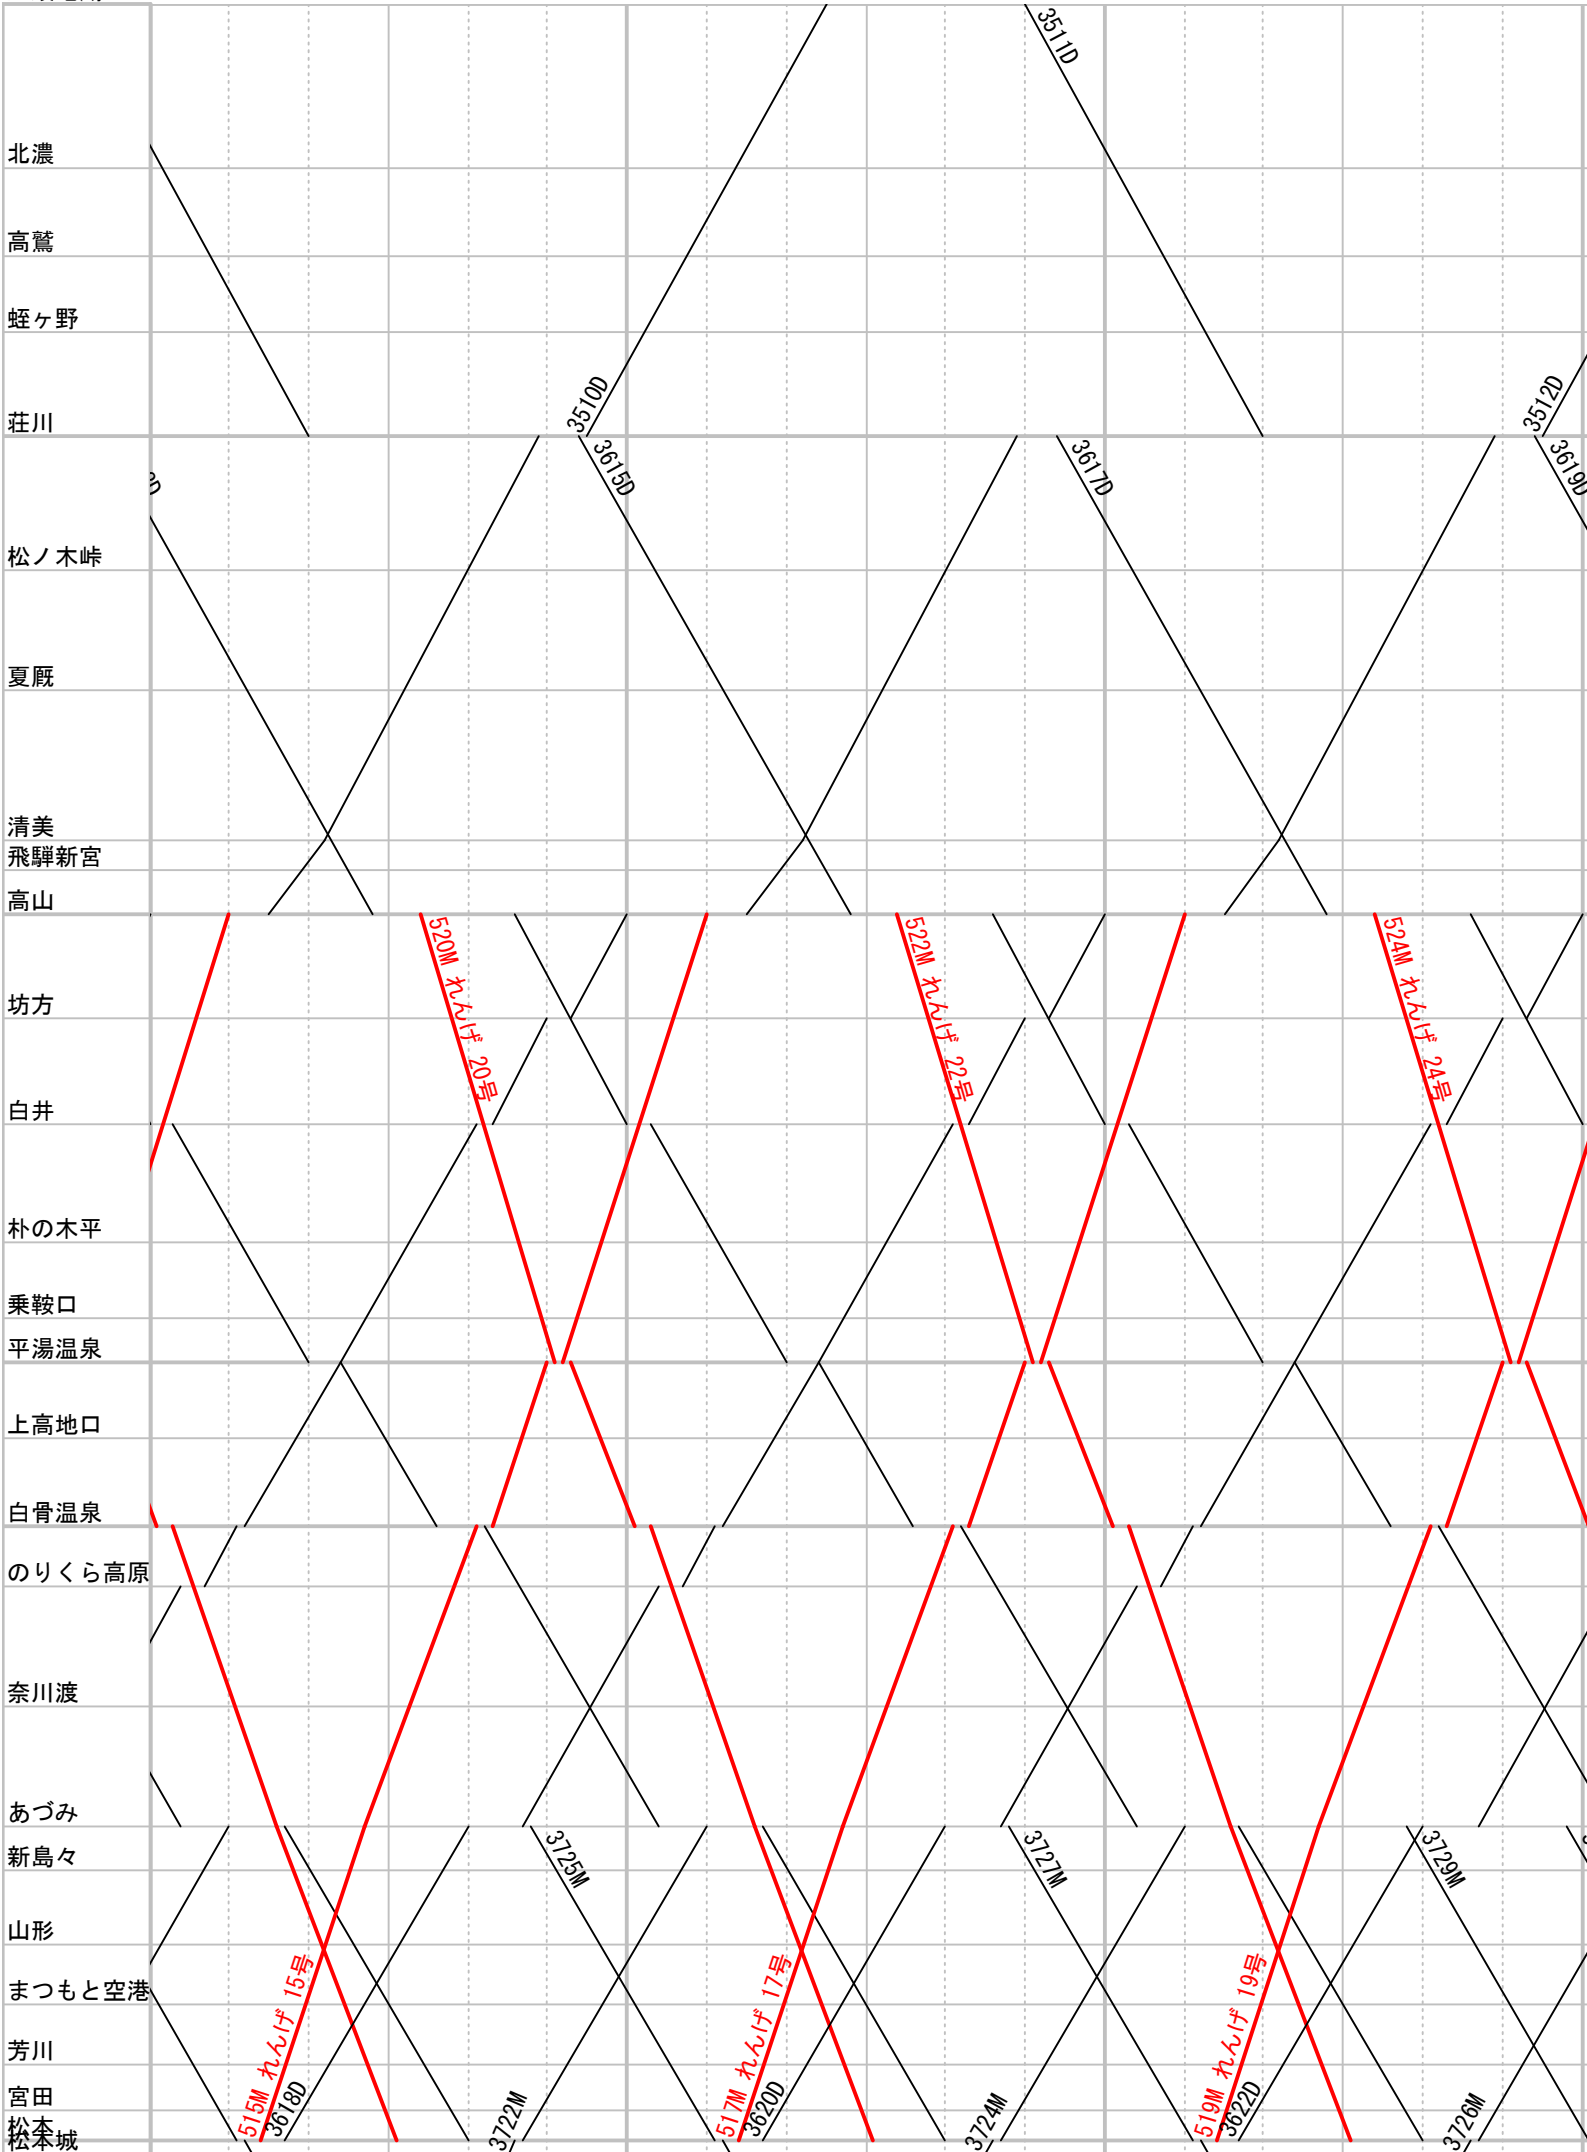 3511D
北濃
高鷲
蛭ヶ野
荘川
3510D
3512D
3615D
3617D
3619D
松ノ木峠
夏厩
清美
飛騨新宮
高山
520M れんげ 20号
522M れんげ 22号
524M れんげ 24号
坊方
白井
朴の木平
乗鞍口
平湯温泉
上高地口
白骨温泉
のりくら高原
奈川渡
あづみ
3725M
3727M
3729M
新島々
山形
まつもと空港
芳川
宮田
松本
松本城
515M れんげ 15号
3618D
3722M
517M れんげ 17号
3620D
3724M
519M れんげ 19号
3622D
3726M